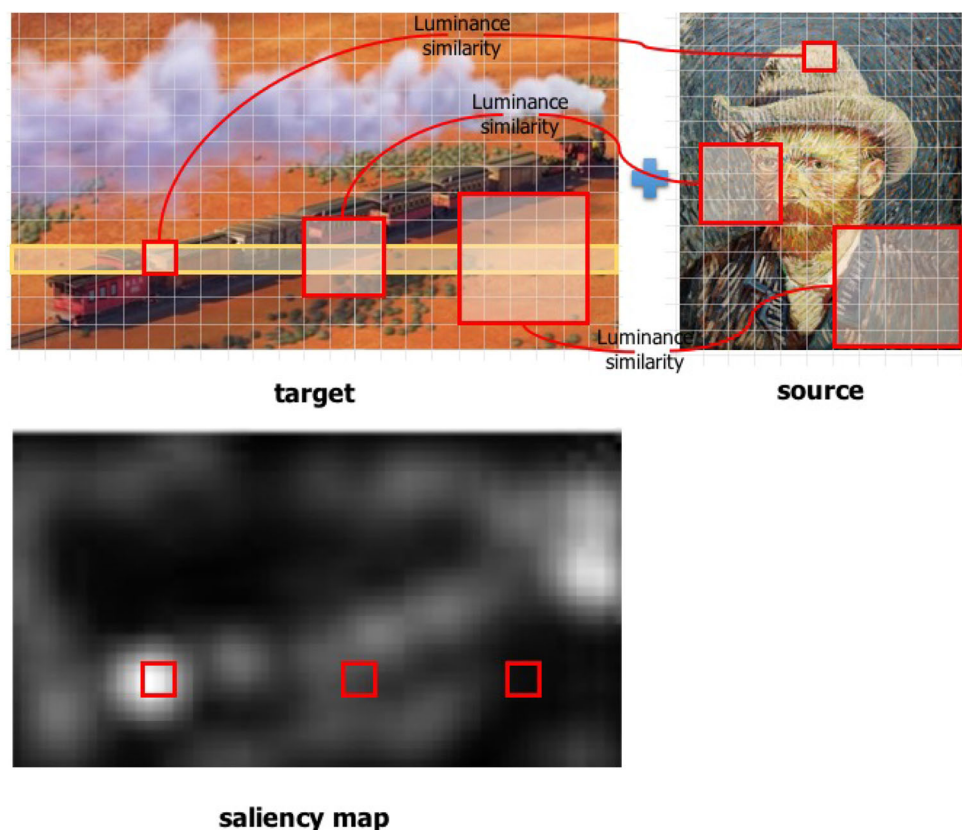 Luminance
similarity
Luminance
similarity
Luminance
similarity
target
source
saliency map